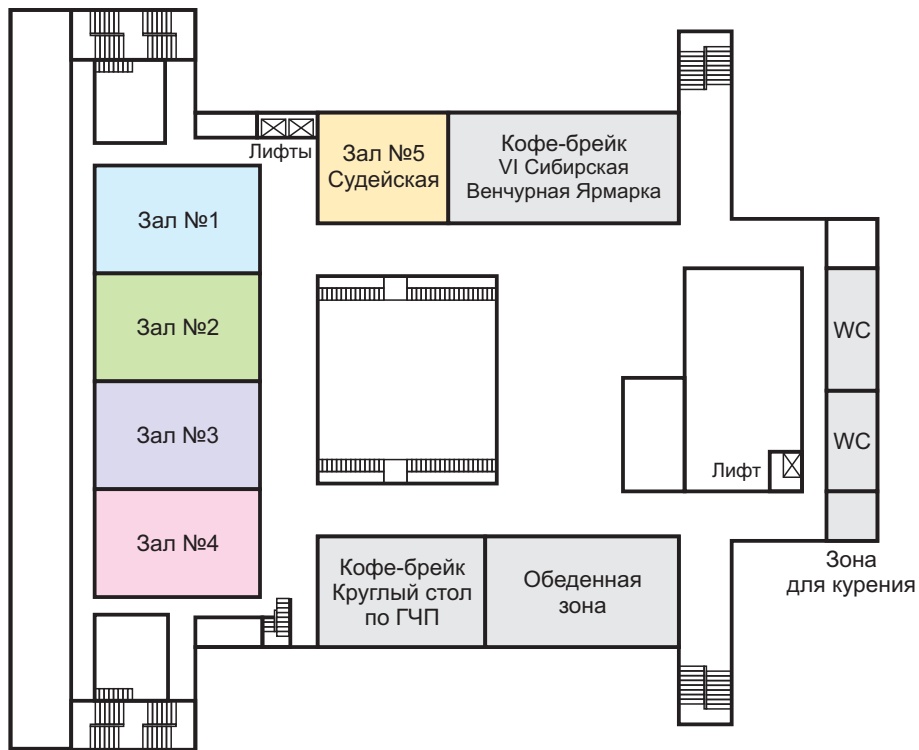 Лифты
Зал №5
Судейская
Кофе-брейк
VI Сибирская
Венчурная Ярмарка
Зал №1
Зал №2
Зал №3
Зал №4
WC
WC
Лифт
Кофе-брейк
Круглый стол
по ГЧП
Обеденная
зона
Зона
для курения